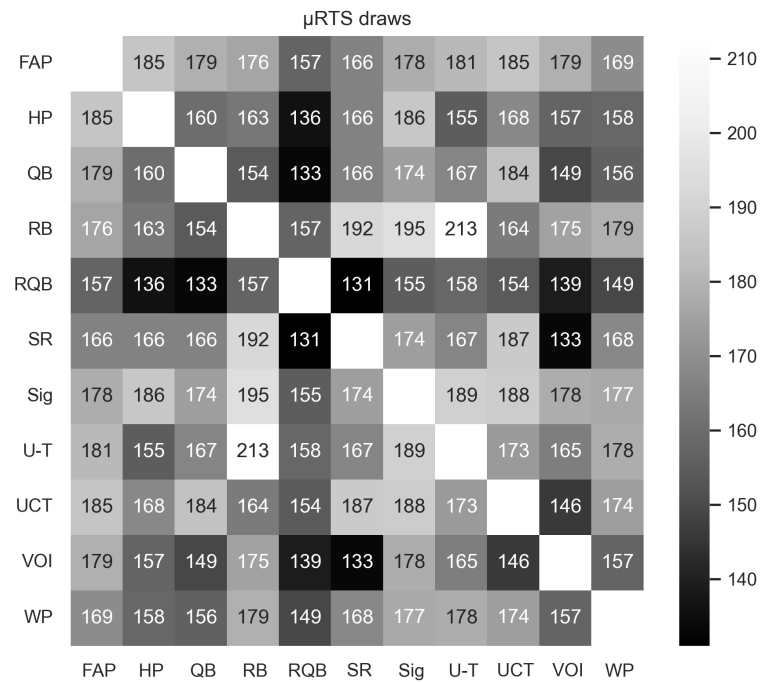 µRTS draws
FAP 185 179 176 157 166 178 181 185 179 169
HP 185 160 163 136 166 186 155 168 157 158
QB 179 160 154 133 166 174 167 184 149 156
RB 176 163 154 157 192 195 213 164 175 179
RQB 157 136 133 157 131 155 158 154 139 149
SR 166 166 166 192 131 174 167 187 133 168
Sig 178 186 174 195 155 174 189 188 178 177
U-T 181 155 167 213 158 167 189 173 165 178
UCT 185 168 184 164 154 187 188 173 146 174
VOI 179 157 149 175 139 133 178 165 146 157
WP 169 158 156 179 149 168 177 178 174 157
FAP HP QB RB RQB SR Sig U-T UCT VOI WP
210
200
190
180
170
160
150
140